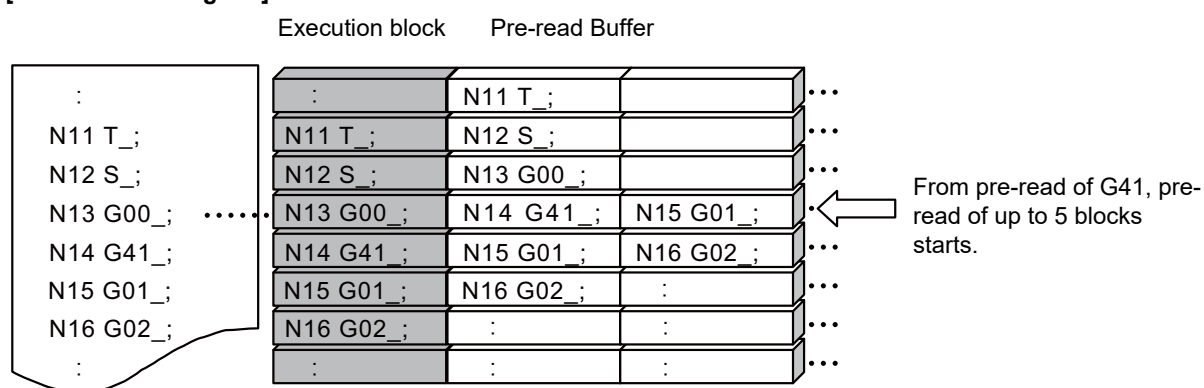 Execution block Pre-read Buffer
: : N11 T_;
N11 T_; N11 T_; N12 S_;
N12 S_; N12 S_; N13 G00_;
N13 G00_; N13 G00_; N14 G41_; N15 G01_;
N14 G41_; N14 G41_; N15 G01_; N16 G02_;
N15 G01_; N15 G01_; N16 G02_; :
N16 G02_; N16 G02_; : :
: : : :
From pre-read of G41, pre-
read of up to 5 blocks
starts.